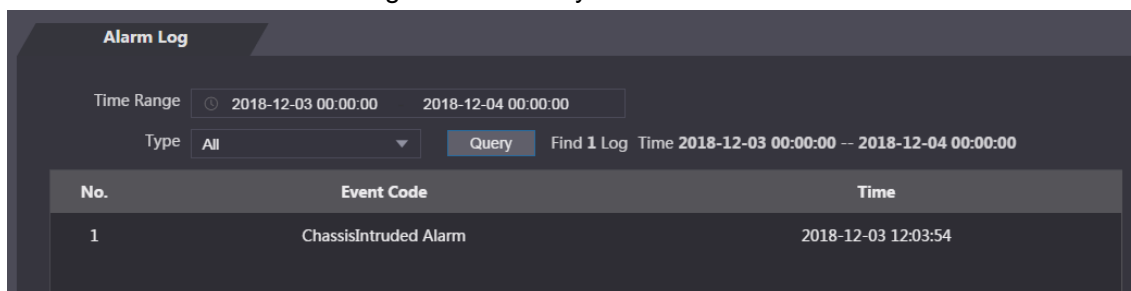 Alarm Log
Time Range 2018-12-03 00:00:00 2018-12-04 00:00:00
Type All Query Find 1 Log Time 2018-12-03 00:00:00 -- 2018-12-04 00:00:00
No. Event Code Time
1 ChassisIntruded Alarm 2018-12-03 12:03:54